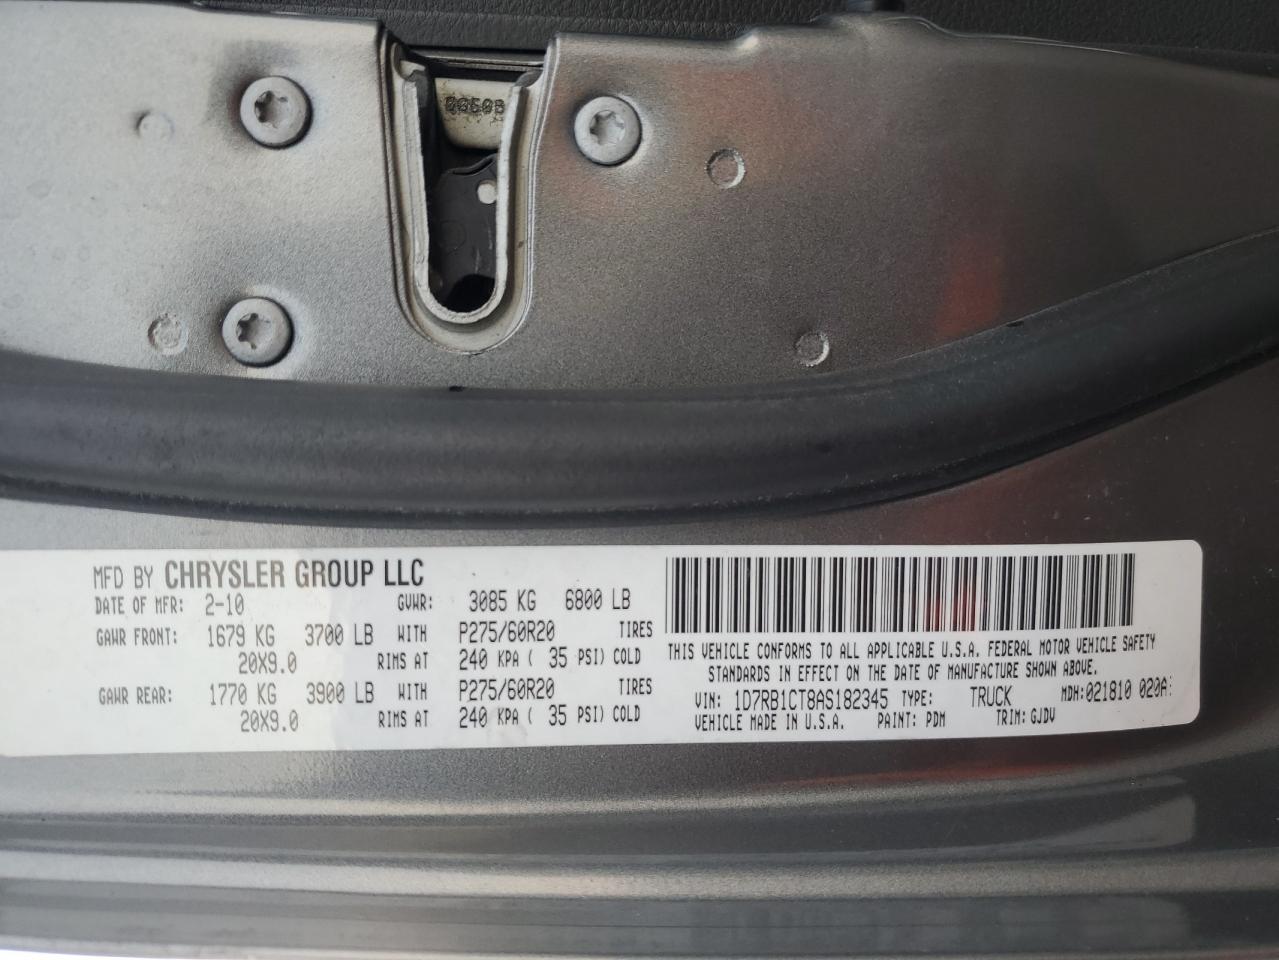 MFD BY CHRYSLER GROUP LLC
DATE OF MFR: 2-10 GVWR: 3085 KG 6800 LB
GAWR FRONT: 1679 KG 3700 LB WITH P275/60R20 TIRES
20X9.0 RIMS AT 240 KPA ( 35 PSI) COLD
GAWR REAR: 1770 KG 3900 LB WITH P275/60R20 TIRES
20X9.0 RIMS AT 240 KPA ( 35 PSI) COLD
THIS VEHICLE CONFORMS TO ALL APPLICABLE U.S.A. FEDERAL MOTOR VEHICLE SAFETY
STANDARDS IN EFFECT ON THE DATE OF MANUFACTURE SHOWN ABOVE.
VIN: 1D7RB1CT8AS182345 TYPE: TRUCK MDH:021810 020A
VEHICLE MADE IN U.S.A. PAINT: PDM TRIM: GJDV